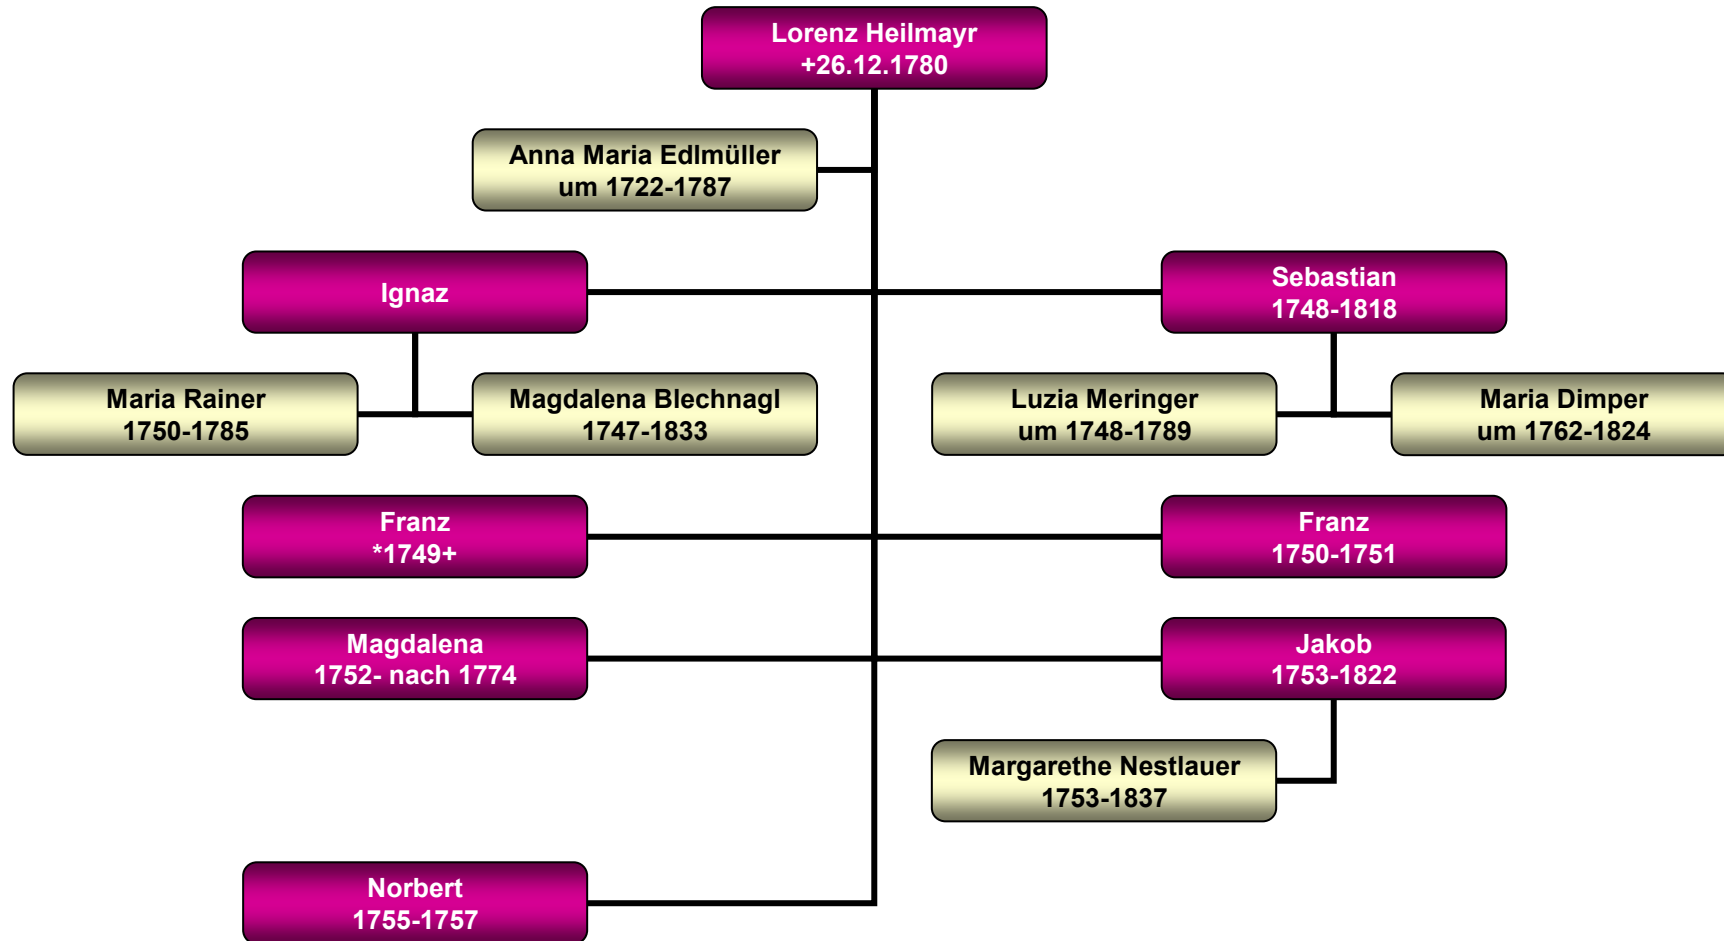 Lorenz Heilmayr
+26.12.1780
Anna Maria Edlmüller
um 1722-1787
Ignaz
Sebastian
1748-1818
Maria Rainer
1750-1785
Magdalena Blechnagl
1747-1833
Luzia Meringer
um 1748-1789
Maria Dimper
um 1762-1824
Franz
*1749+
Franz
1750-1751
Magdalena
1752- nach 1774
Jakob
1753-1822
Margarethe Nestlauer
1753-1837
Norbert
1755-1757